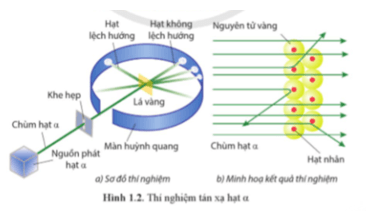 Hạt
lệch hướng
Hạt không
lệch hướng
Khe hẹp
Lá vàng
Chùm hạt α
Nguồn phát
hạt α
Màn huỳnh quang
a) Sơ đồ thí nghiệm
Nguyên tử vàng
Chùm hạt α
Hạt nhân
b) Minh hoạ kết quả thí nghiệm
Hình 1.2. Thí nghiệm tán xạ hạt α